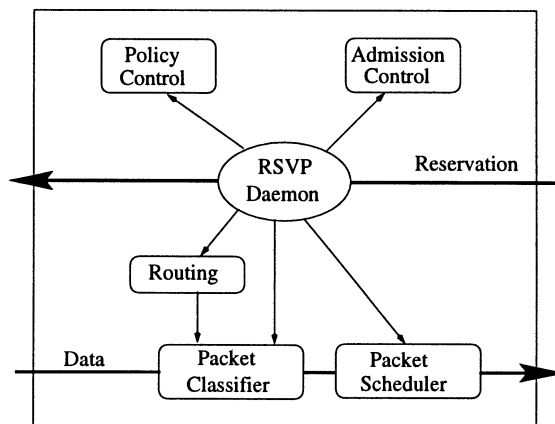 Policy
Control
Admission
Control
RSVP
Daemon
Reservation
Routing
Data
Packet
Classifier
Packet
Scheduler